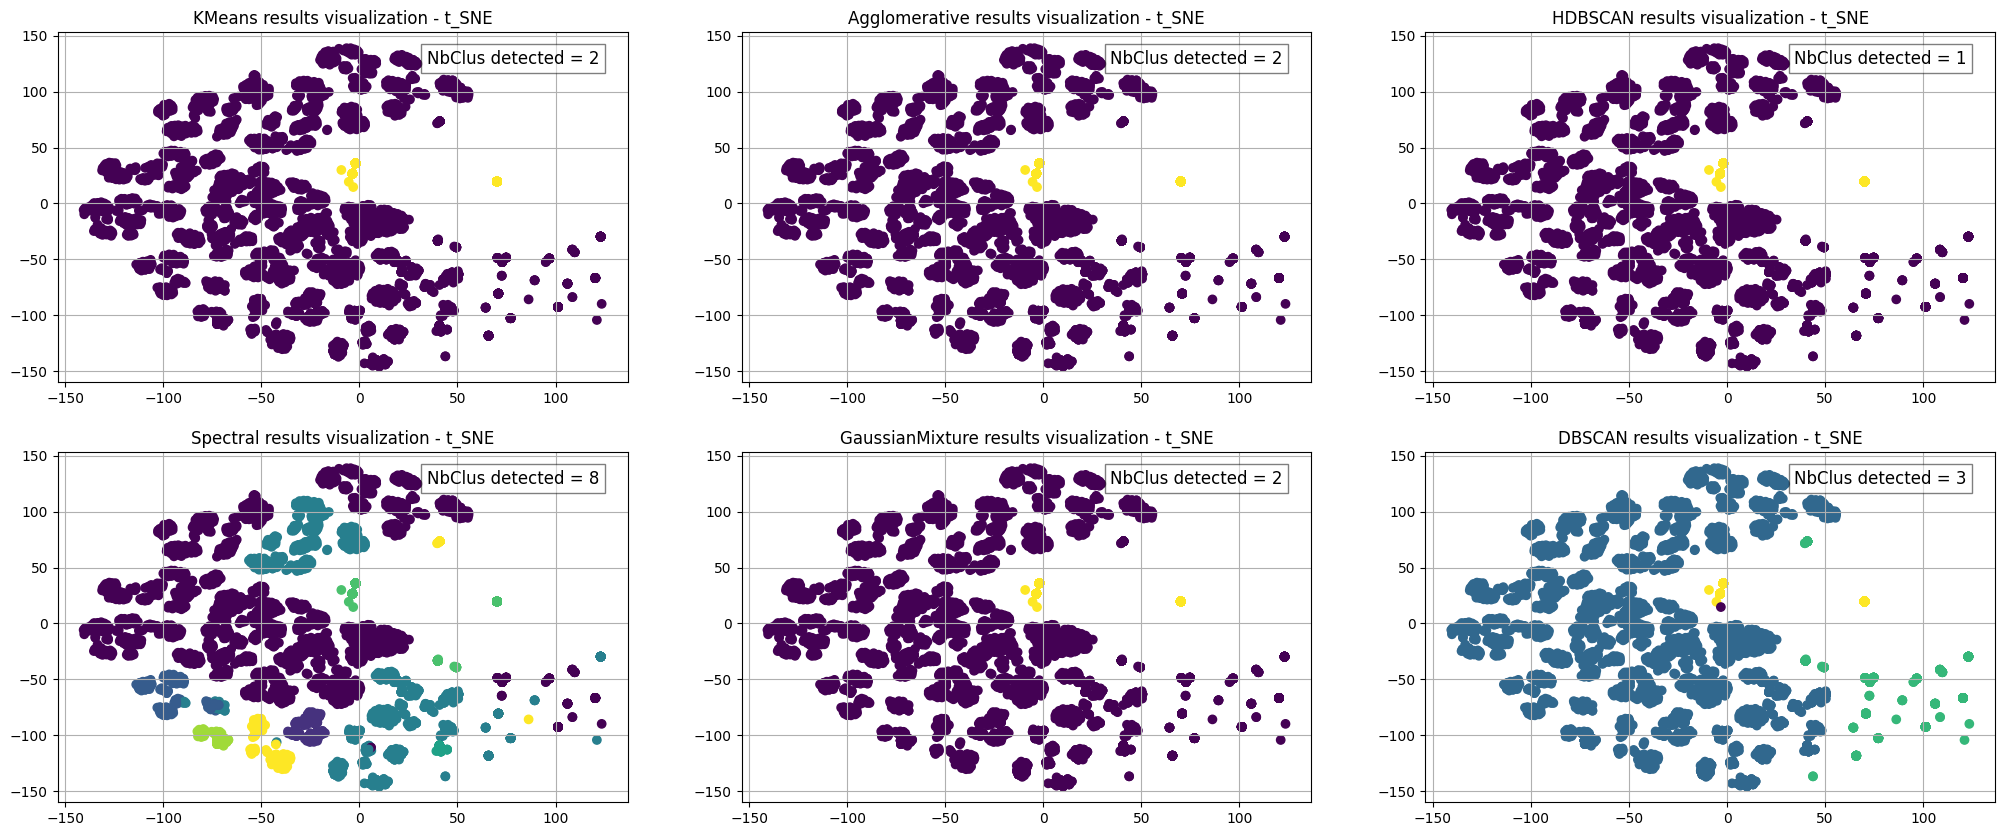 KMeans results visualization - t_SNE
NbClus detected = 2
150
100
50
0
−50
−100
−150
−150 −100 −50 0 50 100
Agglomerative results visualization - t_SNE
NbClus detected = 2
150
100
50
0
−50
−100
−150
−150 −100 −50 0 50 100
HDBSCAN results visualization - t_SNE
NbClus detected = 1
150
100
50
0
−50
−100
−150
−150 −100 −50 0 50 100
Spectral results visualization - t_SNE
NbClus detected = 8
150
100
50
0
−50
−100
−150
−150 −100 −50 0 50 100
GaussianMixture results visualization - t_SNE
NbClus detected = 2
150
100
50
0
−50
−100
−150
−150 −100 −50 0 50 100
DBSCAN results visualization - t_SNE
NbClus detected = 3
150
100
50
0
−50
−100
−150
−150 −100 −50 0 50 100